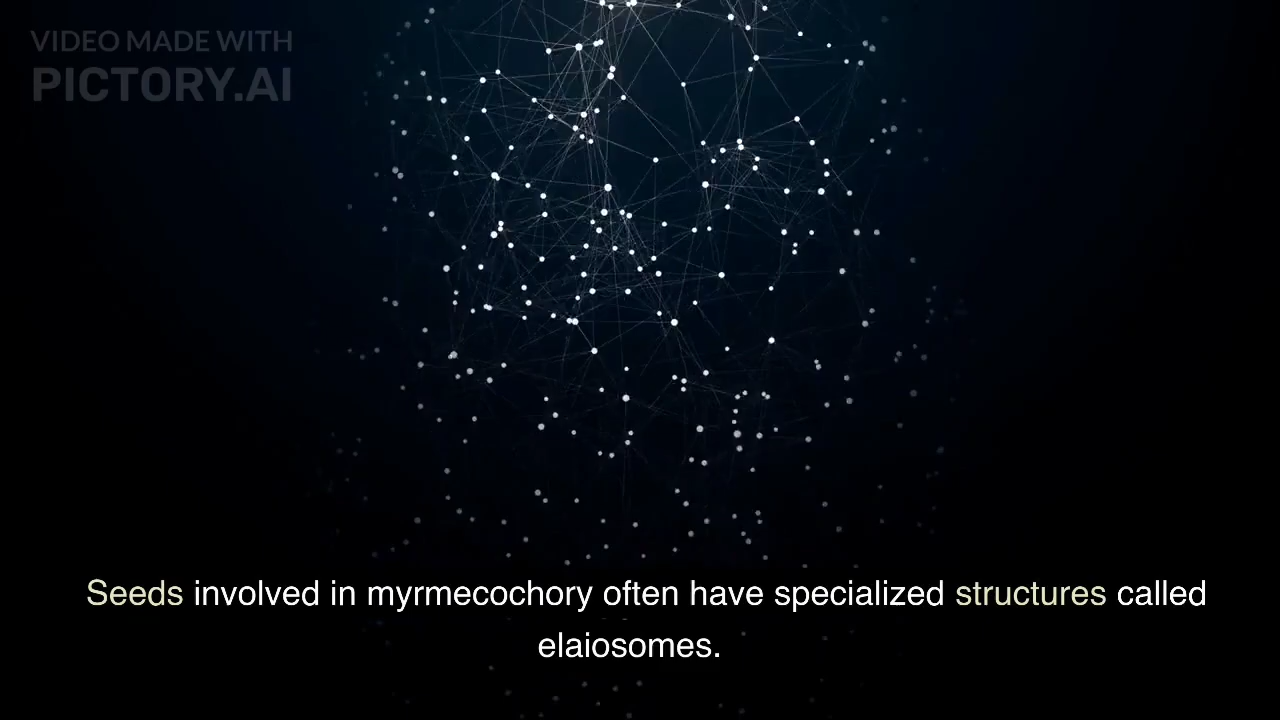 VIDEO MADE WITH
PICTORY.AI
Seeds involved in myrmecochory often have specialized structures called
elaiosomes.